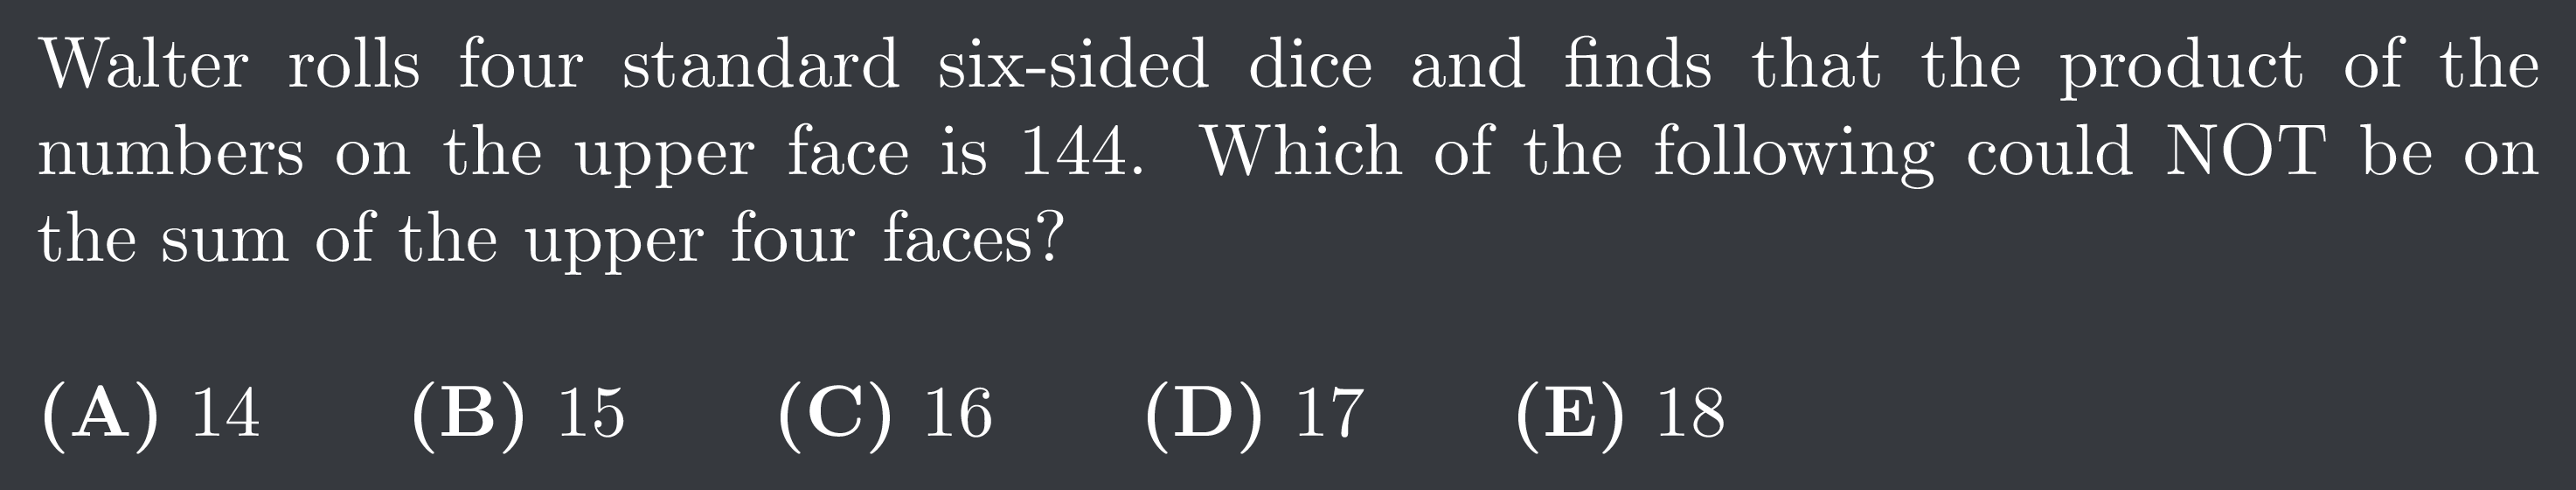 Walter rolls four standard six-sided dice and finds that the product of the
numbers on the upper face is 144. Which of the following could NOT be on
the sum of the upper four faces?
(A) 14 (B) 15 (C) 16 (D) 17 (E) 18